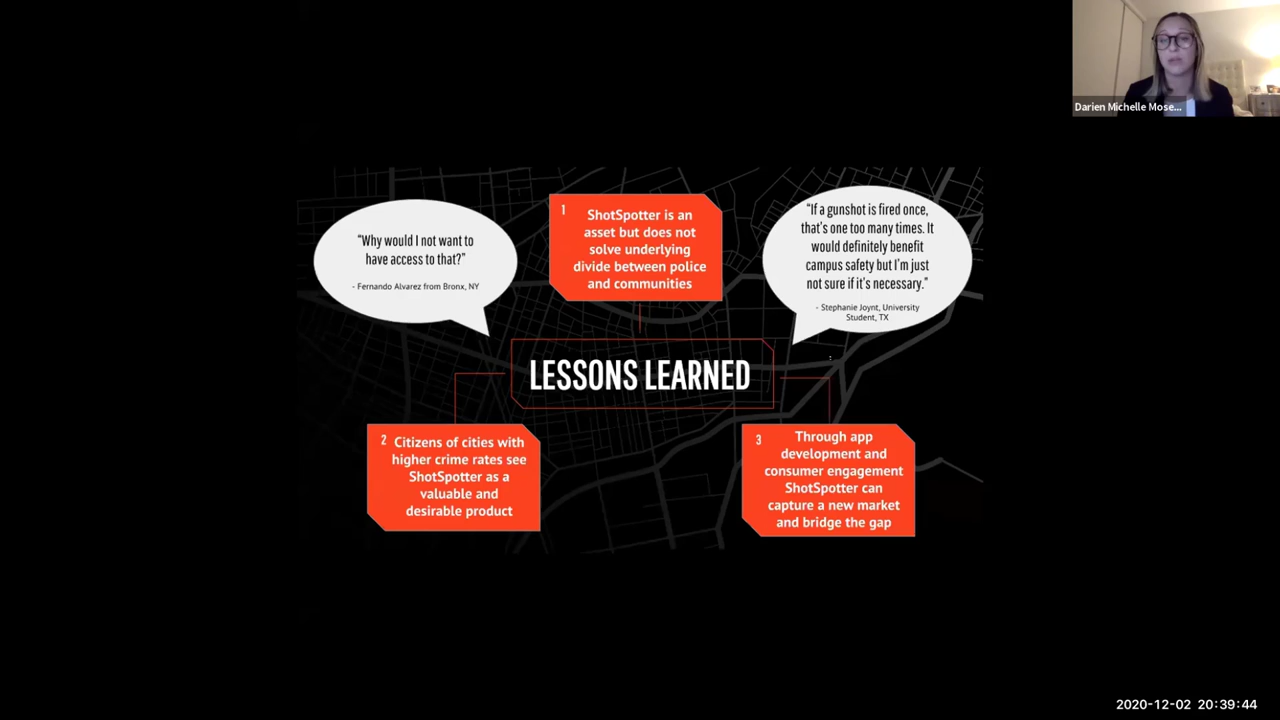 Darien Michelle Mose...
"Why would I not want to
have access to that?"
- Fernando Alvarez from Bronx, NY
1
ShotSpotter is an
asset but does not
solve underlying
divide between police
and communities
"If a gunshot is fired once,
that's one too many times. It
would definitely benefit
campus safety but I'm just
not sure if it's necessary."
- Stephanie Joynt, University
Student, TX
LESSONS LEARNED
2
Citizens of cities with
higher crime rates see
ShotSpotter as a
valuable and
desirable product
3
Through app
development and
consumer engagement
ShotSpotter can
capture a new market
and bridge the gap
2020-12-02 20:39:44